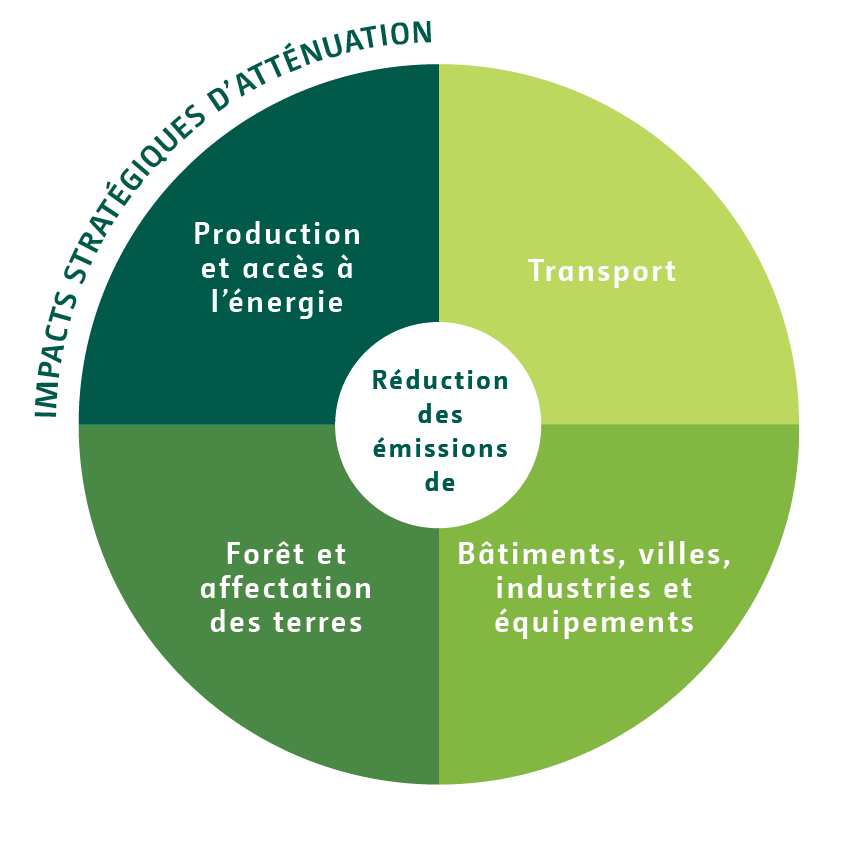 IMPACTS STRATÉGIQUES D’ATTÉNUATION
Production
et accès à
l’énergie
Transport
Réduction
des
émissions
de
Forêt et
affectation
des terres
Bâtiments, villes,
industries et
équipements